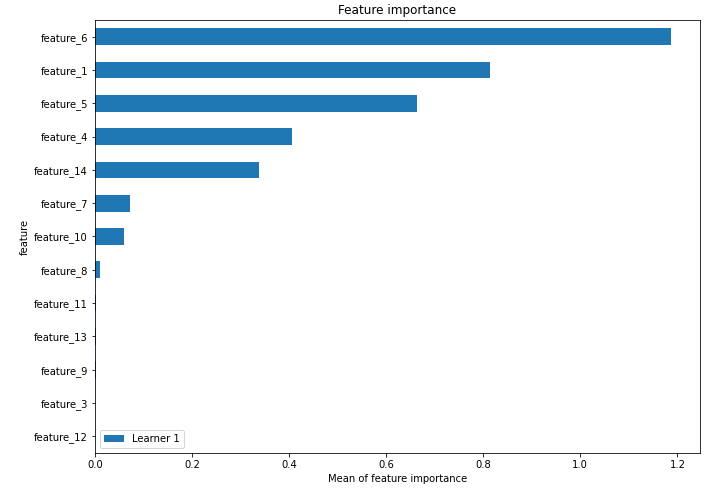 Feature importance
feature_6
feature_1
feature_5
feature_4
feature_14
feature_7
feature_10
feature_8
feature_11
feature_13
feature_9
feature_3
feature_12
feature
Learner 1
0.0 0.2 0.4 0.6 0.8 1.0 1.2
Mean of feature importance